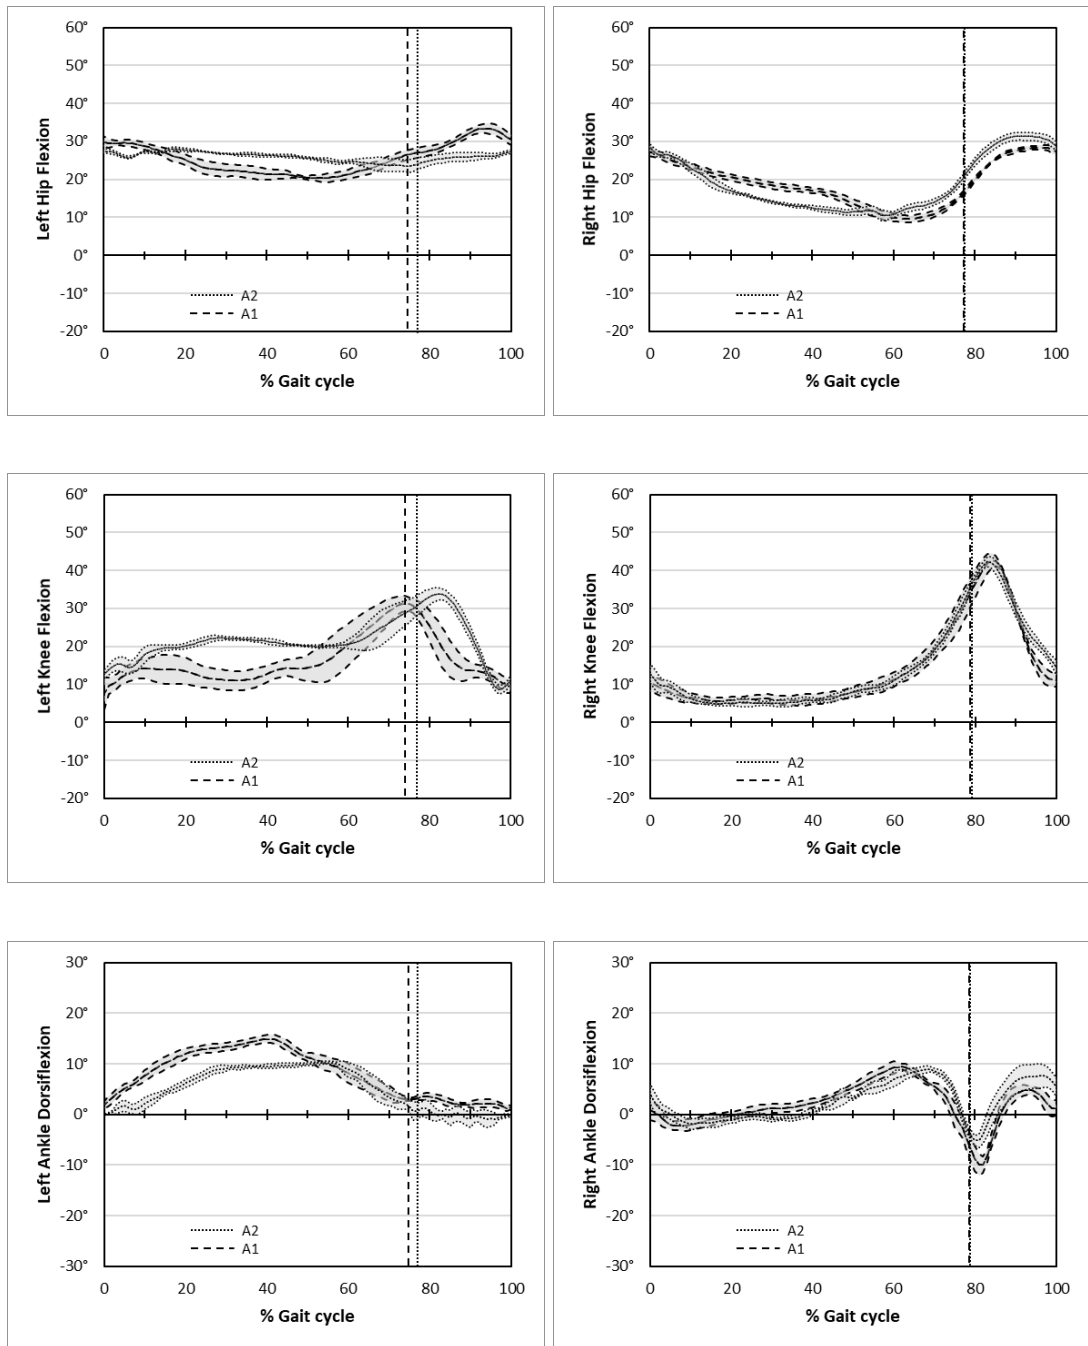 Left Hip Flexion
60°
50°
40°
30°
20°
10°
0°
-10°
-20°
A2
A1
0 20 40 60 80 100
% Gait cycle
Right Hip Flexion
60°
50°
40°
30°
20°
10°
0°
-10°
-20°
A2
A1
0 20 40 60 80 100
% Gait cycle
Left Knee Flexion
60°
50°
40°
30°
20°
10°
0°
-10°
-20°
A2
A1
0 20 40 60 80 100
% Gait cycle
Right Knee Flexion
60°
50°
40°
30°
20°
10°
0°
-10°
-20°
A2
A1
0 20 40 60 80 100
% Gait cycle
Left Ankle Dorsiflexion
30°
20°
10°
0°
-10°
-20°
-30°
A2
A1
0 20 40 60 80 100
% Gait cycle
Right Ankle Dorsiflexion
30°
20°
10°
0°
-10°
-20°
-30°
A2
A1
0 20 40 60 80 100
% Gait cycle